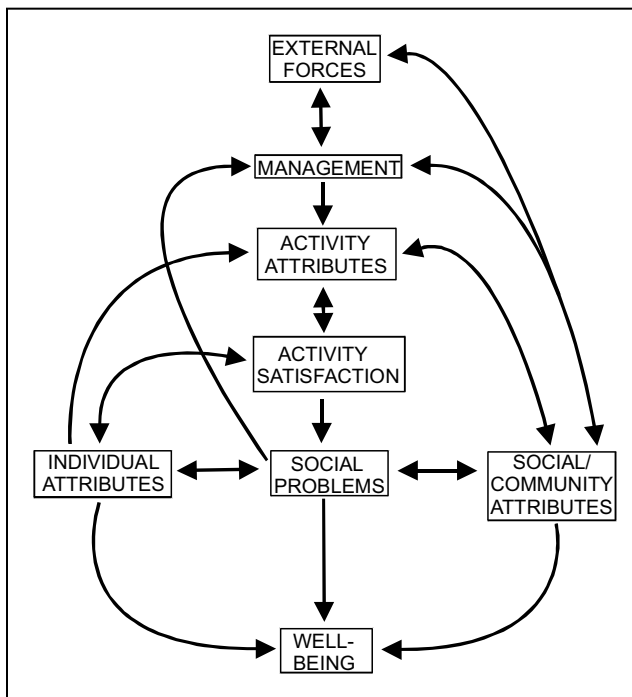 EXTERNAL
FORCES
MANAGEMENT
ACTIVITY
ATTRIBUTES
ACTIVITY
SATISFACTION
INDIVIDUAL
ATTRIBUTES
SOCIAL
PROBLEMS
SOCIAL/
COMMUNITY
ATTRIBUTES
WELL-
BEING